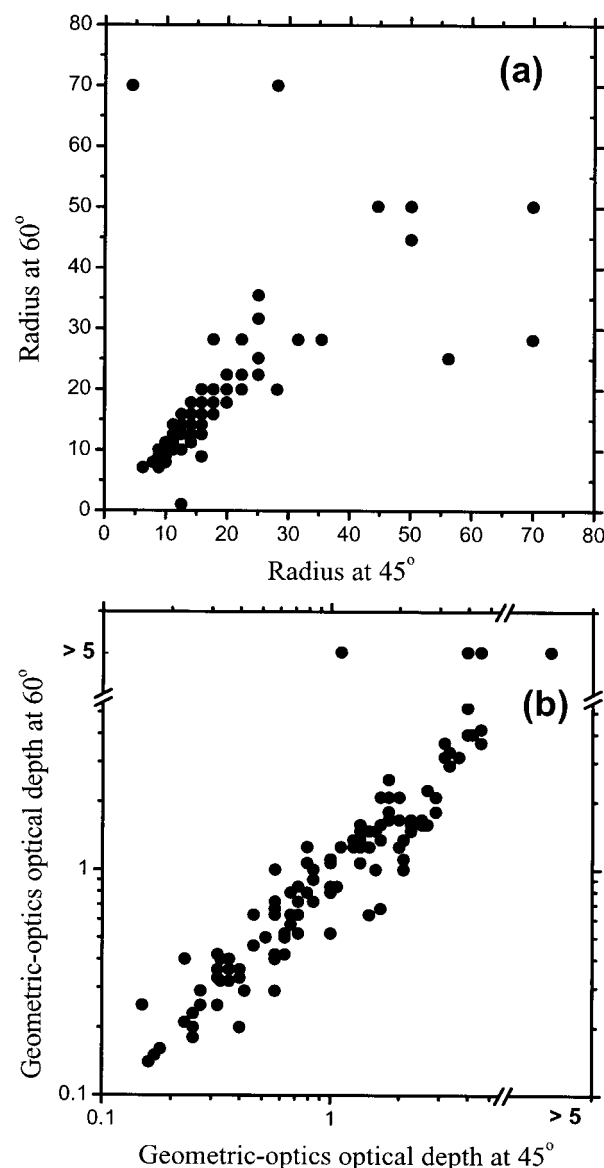 80
70
60
50
40
30
20
10
0
Radius at 60°
(a)
0 10 20 30 40 50 60 70 80
Radius at 45°
> 5
1
0.1
Geometric-optics optical depth at 60°
(b)
0.1 1 > 5
Geometric-optics optical depth at 45°